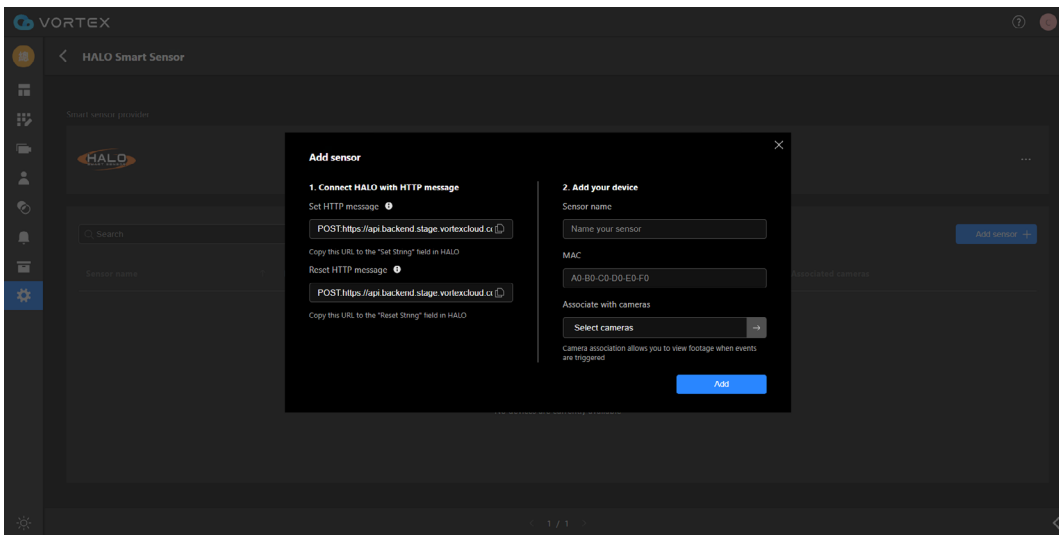 VORTEX
HALO Smart Sensor
Smart sensor provider
HALO
Add sensor
1. Connect HALO with HTTP message
Set HTTP message
POST:https://api.backend.stage.vortexcloud.co
Copy this URL to the "Set String" field in HALO
Reset HTTP message
POST:https://api.backend.stage.vortexcloud.co
Copy this URL to the "Reset String" field in HALO
2. Add your device
Sensor name
Name your sensor
MAC
A0-B0-C0-D0-E0-F0
Associate with cameras
Select cameras
Camera association allows you to view footage when events
are triggered
Add
Search
Add sensor +
Sensor name
Associated cameras
1 / 1